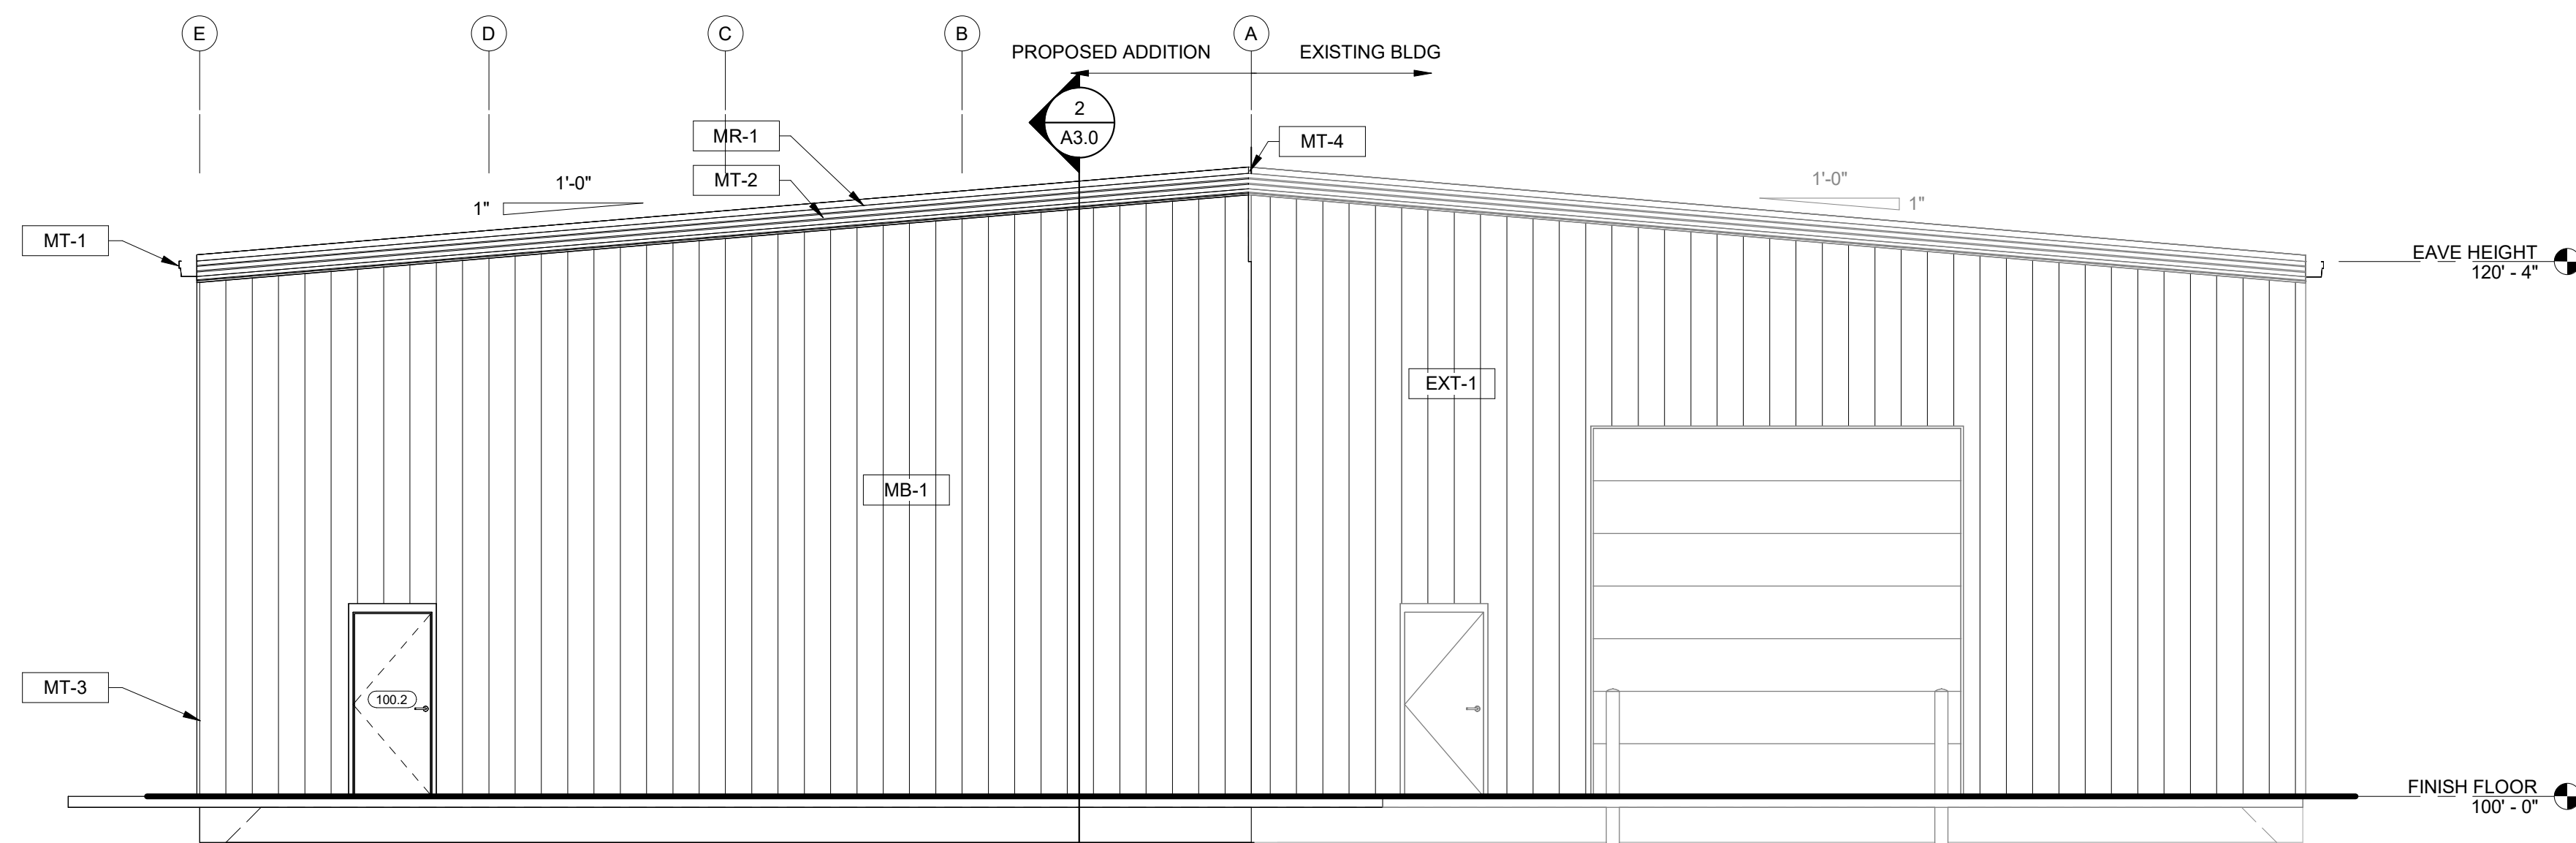 E
D
C
B
A
PROPOSED ADDITION
EXISTING BLDG
2
A3.0
MR-1
MT-4
MT-2
1'-0"
1"
1'-0"
1"
MT-1
EAVE HEIGHT
120' - 4"
EXT-1
MB-1
MT-3
100.2
FINISH FLOOR
100' - 0"